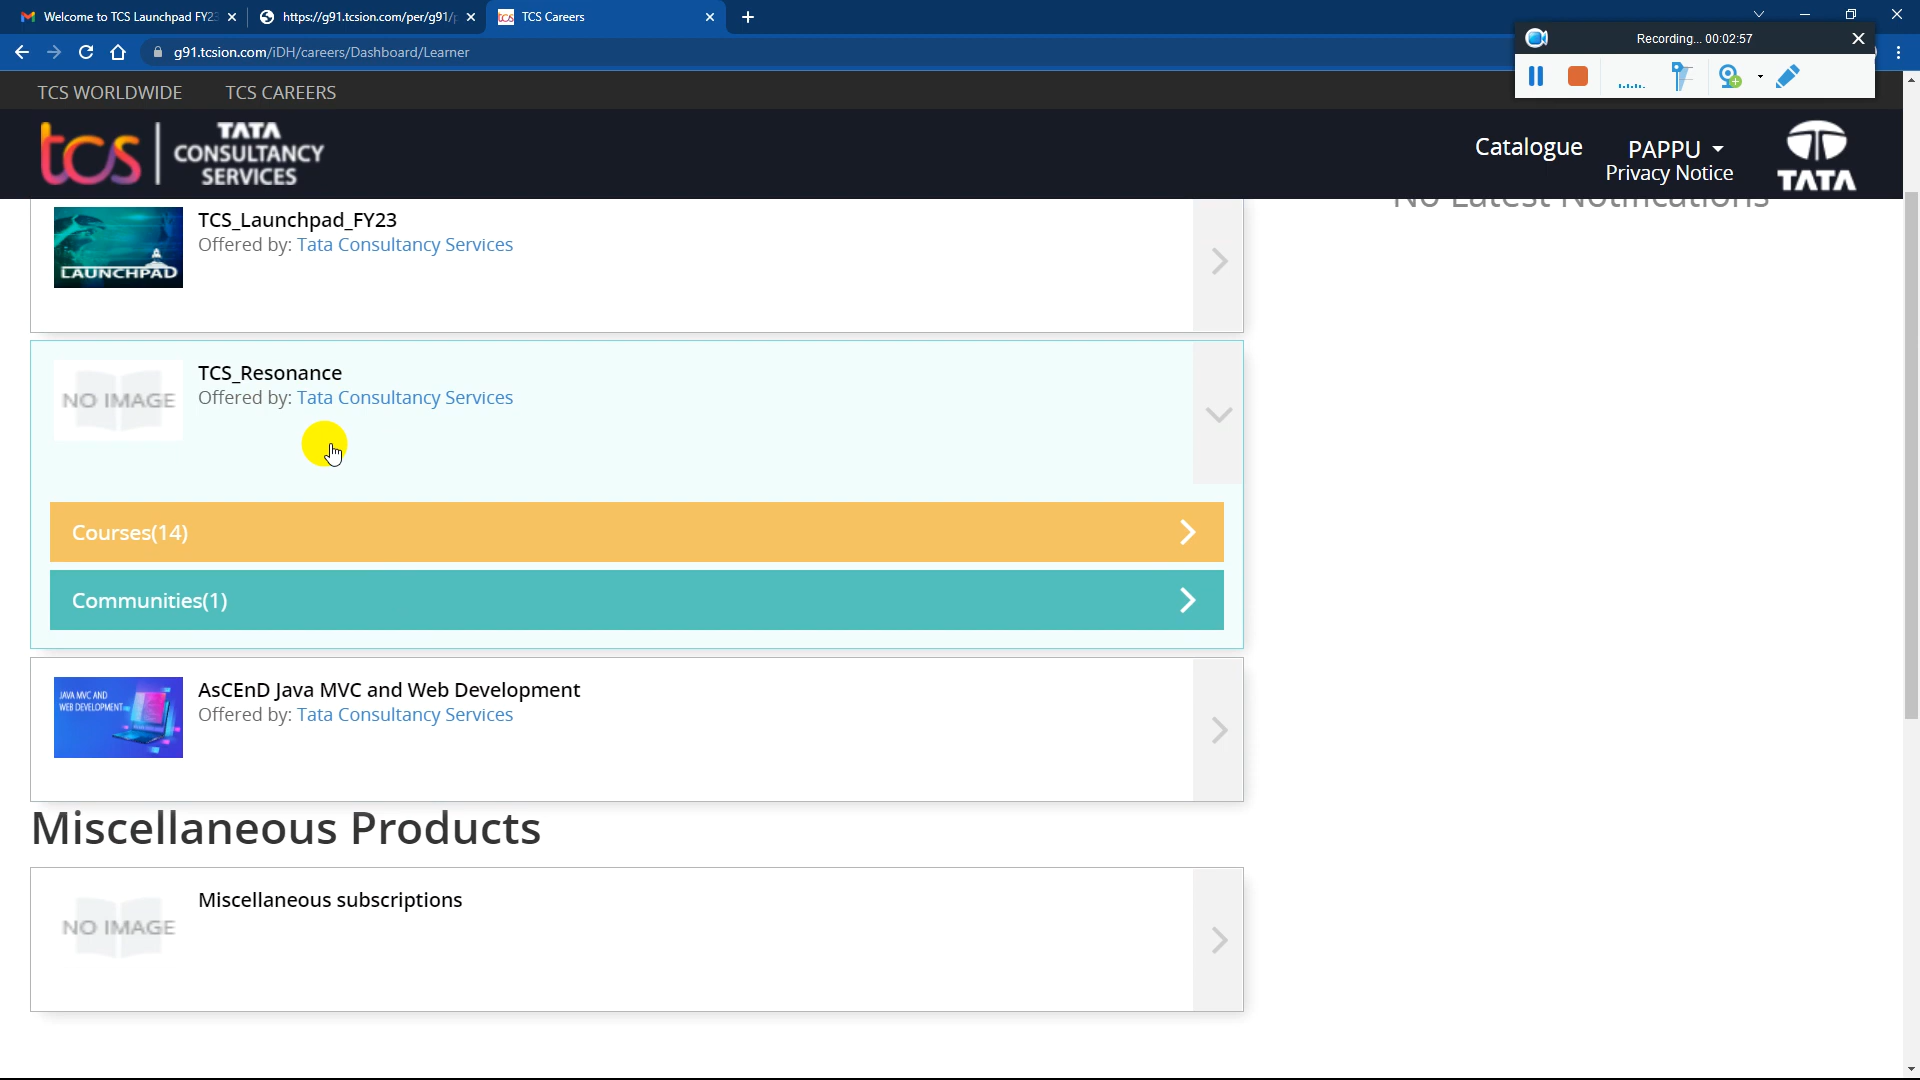 Welcome to TCS Launchpad FY23
https://g91.tcsion.com/per/g91/p
TCS Careers
g91.tcsion.com/iDH/careers/Dashboard/Learner
Recording... 00:02:57
TCS WORLDWIDE
TCS CAREERS
tcs
TATA
CONSULTANCY
SERVICES
Catalogue
PAPPU
Privacy Notice
TATA
No Latest Notifications
LAUNCHPAD
TCS_Launchpad_FY23
Offered by: Tata Consultancy Services
NO IMAGE
TCS_Resonance
Offered by: Tata Consultancy Services
Courses(14)
Communities(1)
JAVA MVC AND
WEB DEVELOPMENT
AsCEnD Java MVC and Web Development
Offered by: Tata Consultancy Services
Miscellaneous Products
NO IMAGE
Miscellaneous subscriptions